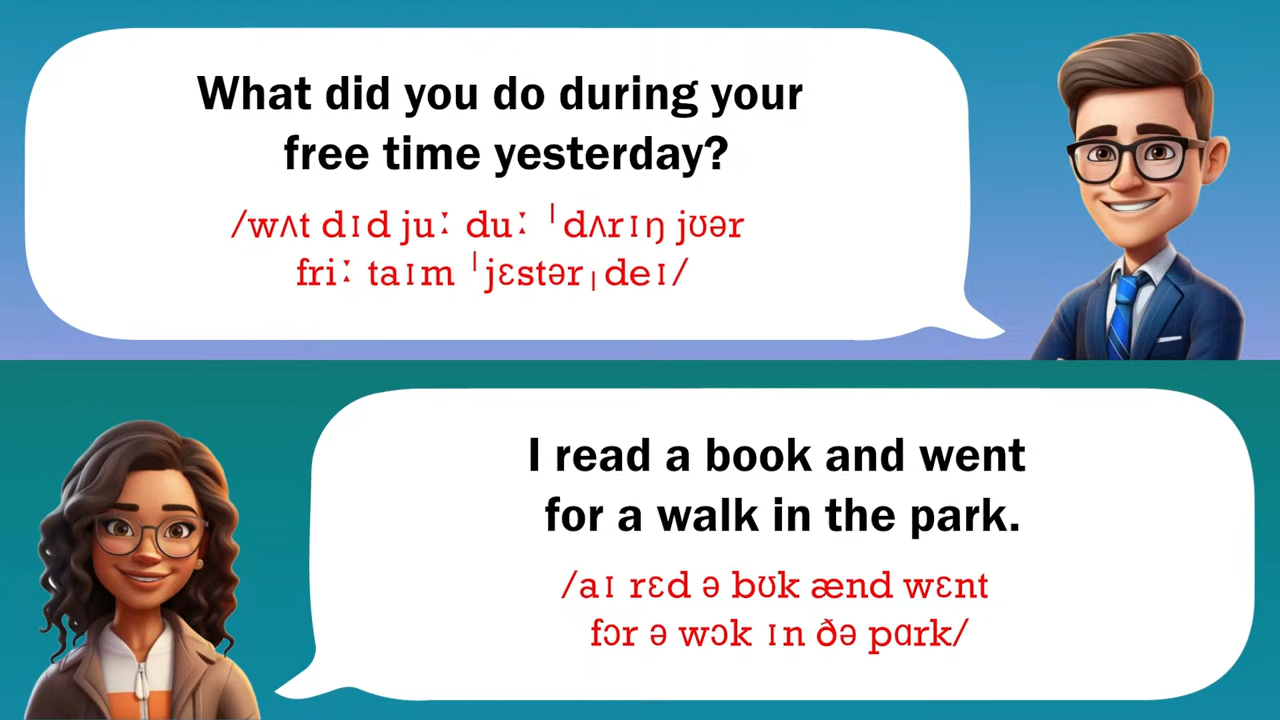 What did you do during your
free time yesterday?
/wʌt dɪd juː duː ˈdʌrɪŋ jʊər
friː taɪm ˈjɛstərˌdeɪ/
I read a book and went
for a walk in the park.
/aɪ rɛd ə bʊk ænd wɛnt
fɔr ə wɔk ɪn ðə pɑrk/